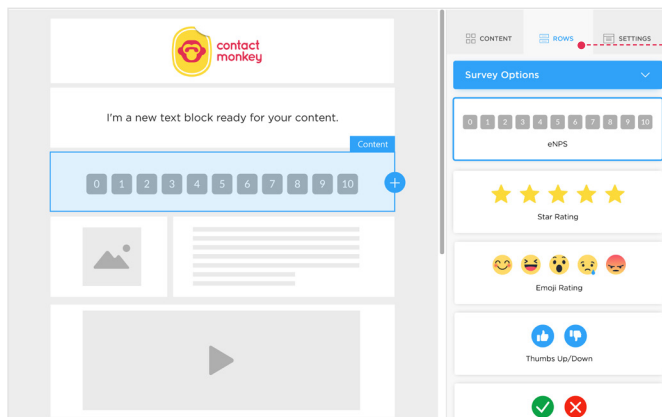 contact
monkey
I'm a new text block ready for your content.
Content
0 1 2 3 4 5 6 7 8 9 10
CONTENT
ROWS
SETTINGS
Survey Options
0 1 2 3 4 5 6 7 8 9 10
eNPS
Star Rating
Emoji Rating
Thumbs Up/Down